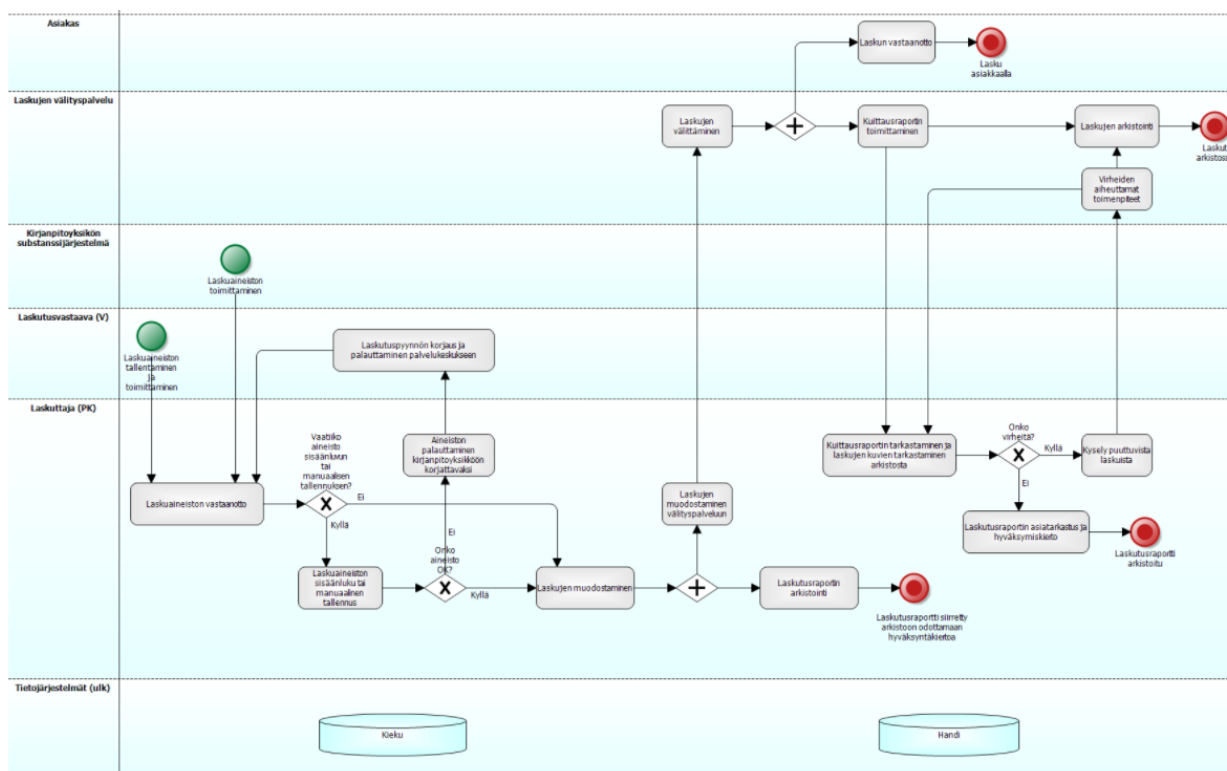 Asiakas
Laskun vastaanotto
Lasku
asiakkaalla
Laskujen välityspalvelu
Laskujen
välittäminen
Kuittausraportin
toimittaminen
Laskujen arkistointi
Laskut
arkistossa
Virheiden
aiheuttamat
toimenpiteet
Kirjanpitoyksikön
substanssijärjestelmä
Laskuaineiston
toimittaminen
Laskutusvastaava (V)
Laskuaineiston
tallentaminen
ja
toimittaminen
Laskutuspyynnön korjaus ja
palauttaminen palvelukeskukseen
Laskuttaja (PK)
Vaatiiko
aineisto
sisäänluvun
tai
manuaalisen
tallennuksen?
Aineiston
palauttaminen
kirjanpitoyksikköön
korjattavaksi
Kuittausraportin tarkastaminen ja
laskujen kuvien tarkastaminen
arkistosta
Onko
virheitä?
Kyllä
Kysely puuttuvista
laskuista
Laskuaineiston vastaanotto
Ei
Kyllä
Laskujen
muodostaminen
välityspalveluun
Ei
Laskutusraportin asiatarkastus ja
hyväksymiskierto
Laskutusraportti
arkistoitu
Ei
Onko
aineisto
OK?
Laskuaineiston
sisäänluku tai
manuaalinen
tallennus
Kyllä
Laskujen muodostaminen
Laskutusraportin
arkistointi
Laskutusraportti siirretty
arkistoon odottamaan
hyväksyntäkiertoa
Tietojärjestelmät (ulk)
Kieku
Handi